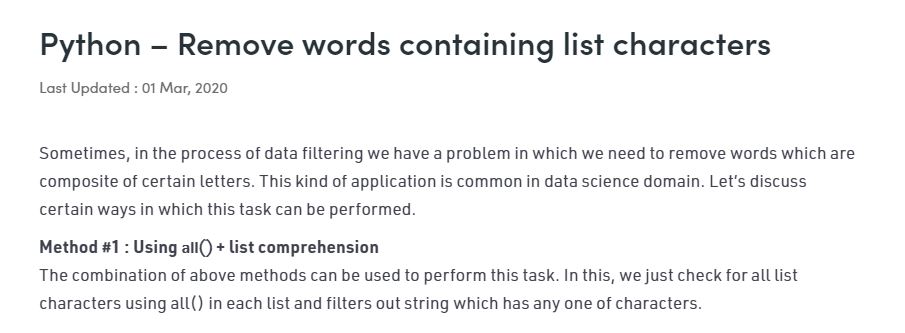 Python – Remove words containing list characters
Last Updated : 01 Mar, 2020
Sometimes, in the process of data filtering we have a problem in which we need to remove words which are
composite of certain letters. This kind of application is common in data science domain. Let’s discuss
certain ways in which this task can be performed.
Method #1 : Using all() + list comprehension
The combination of above methods can be used to perform this task. In this, we just check for all list
characters using all() in each list and filters out string which has any one of characters.